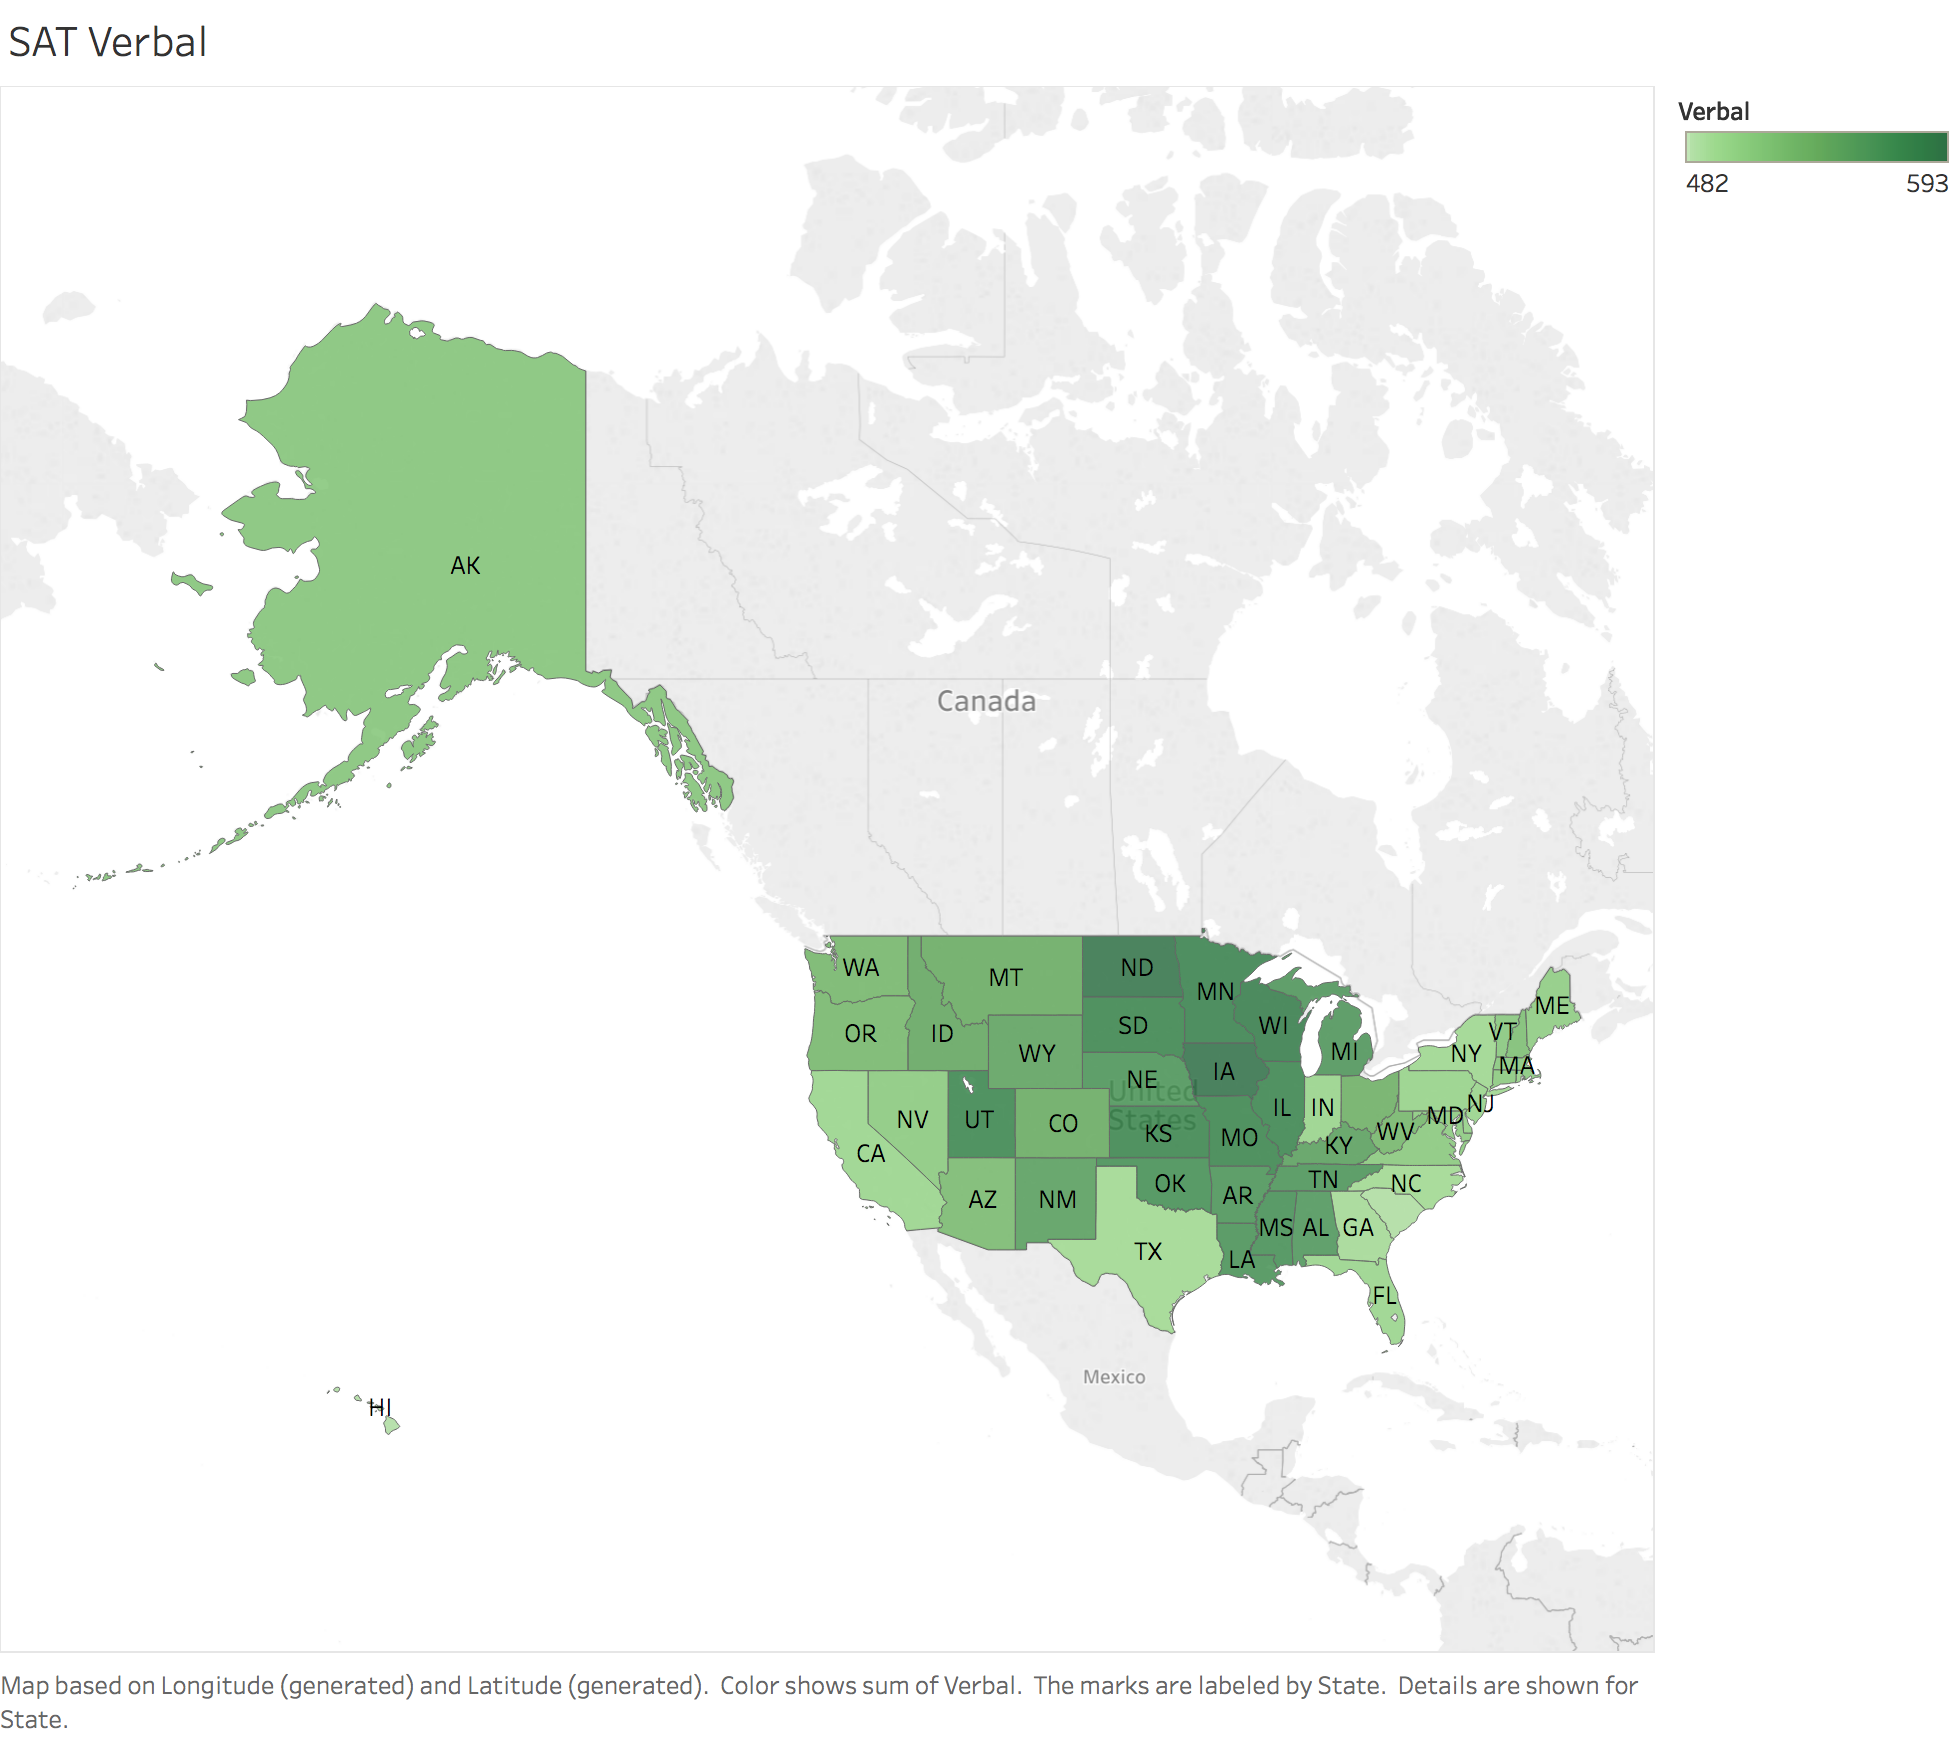 SAT Verbal
Verbal
482 593
AK
Canada
WA
MT
ND
MN
OR
ID
SD
WI
MI
ME
WY
VT
NY
NE
IA
MA
United
States
NV
UT
CO
KS
MO
IL
IN
MD
NJ
CA
KY
WV
AZ
NM
OK
AR
TN
NC
TX
LA
MS
AL
GA
FL
Mexico
HI
Map based on Longitude (generated) and Latitude (generated).  Color shows sum of Verbal.  The marks are labeled by State.  Details are shown for
State.